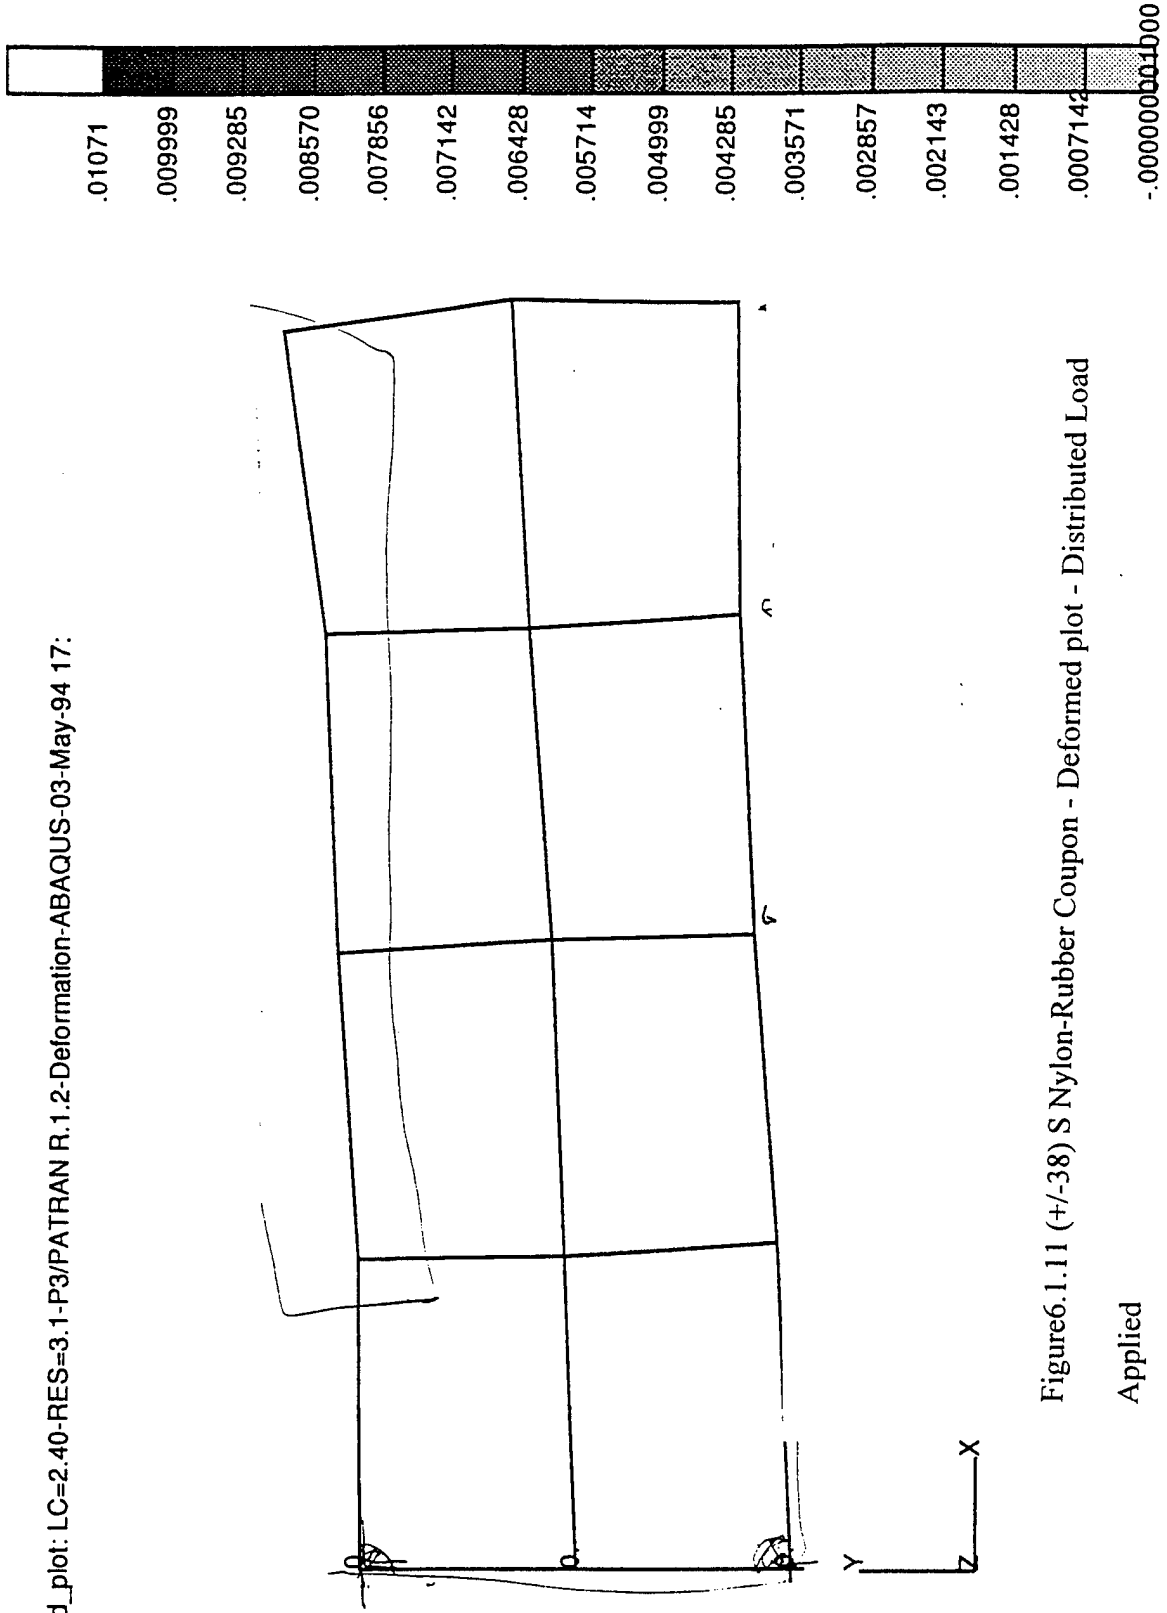 d_plot: LC=2.40-RES=3.1-P3/PATRAN R.1.2-Deformation-ABAQUS-03-May-94 17:
.01071
.009999
.009285
.008570
.007856
.007142
.006428
.005714
.004999
.004285
.003571
.002857
.002143
.001428
.0007142
-.00000001000
Y
Z
X
Figure6.1.11 (+/-38) S Nylon-Rubber Coupon - Deformed plot - Distributed Load
Applied